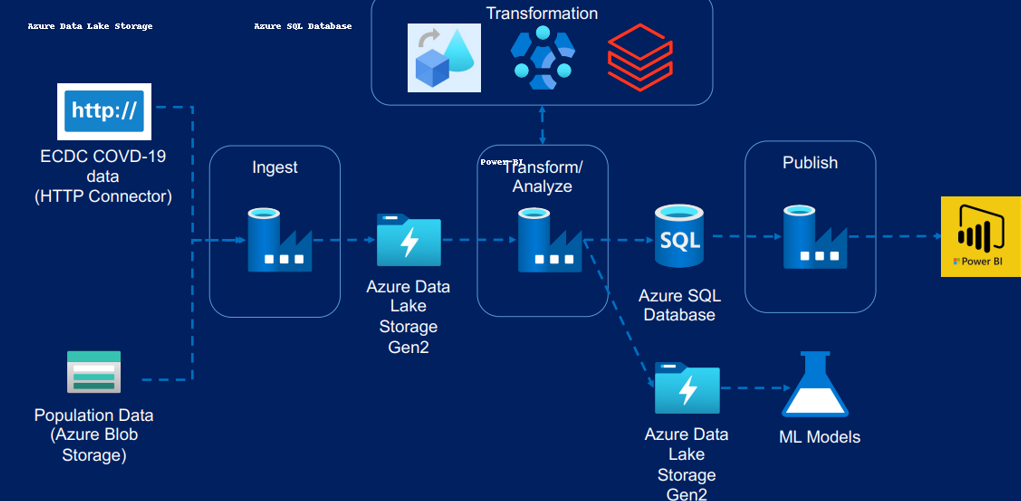 Azure Data Lake Storage
Azure SQL Database
Transformation
http://
ECDC COVD-19
data
(HTTP Connector)
Ingest
Power BI
Transform/
Analyze
Publish
SQL
Power BI
Azure Data
Lake
Storage
Gen2
Azure SQL
Database
Population Data
(Azure Blob
Storage)
Azure Data
Lake
Storage
Gen2
ML Models